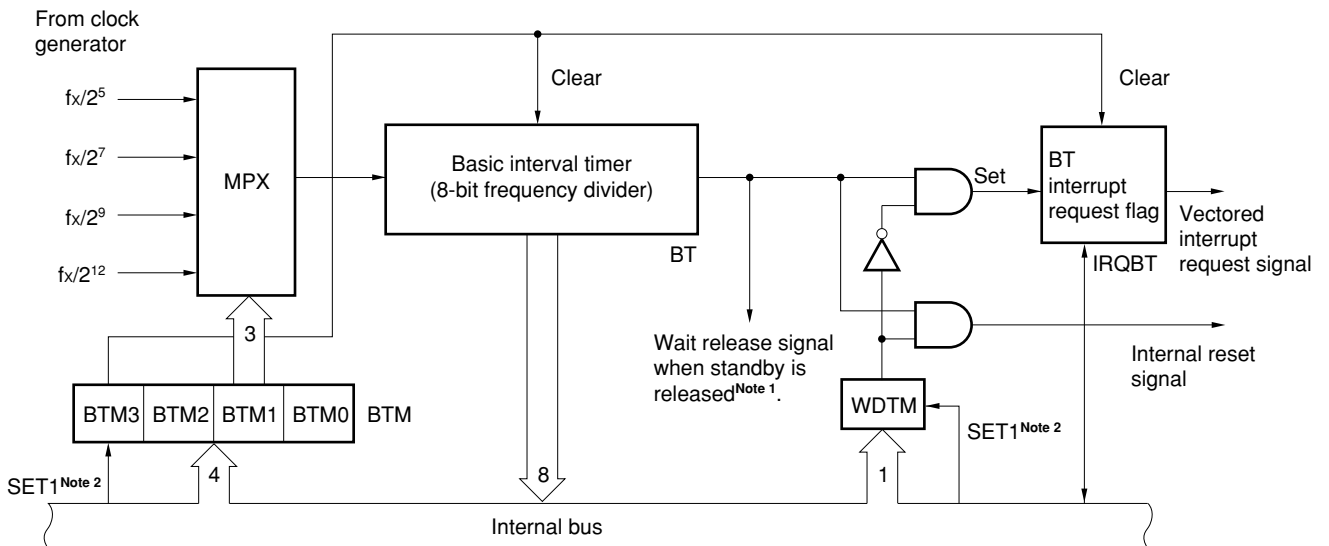 From clock
generator
fx/2⁵
fx/2⁷
fx/2⁹
fx/2¹²
MPX
Clear
Basic interval timer
(8-bit frequency divider)
BT
Clear
Set
BT
interrupt
request flag
IRQBT
Vectored
interrupt
request signal
3
Wait release signal
when standby is
released Note 1.
Internal reset
signal
BTM3 BTM2 BTM1 BTM0 BTM
WDTM
SET1 Note 2
SET1 Note 2
4
8
1
Internal bus